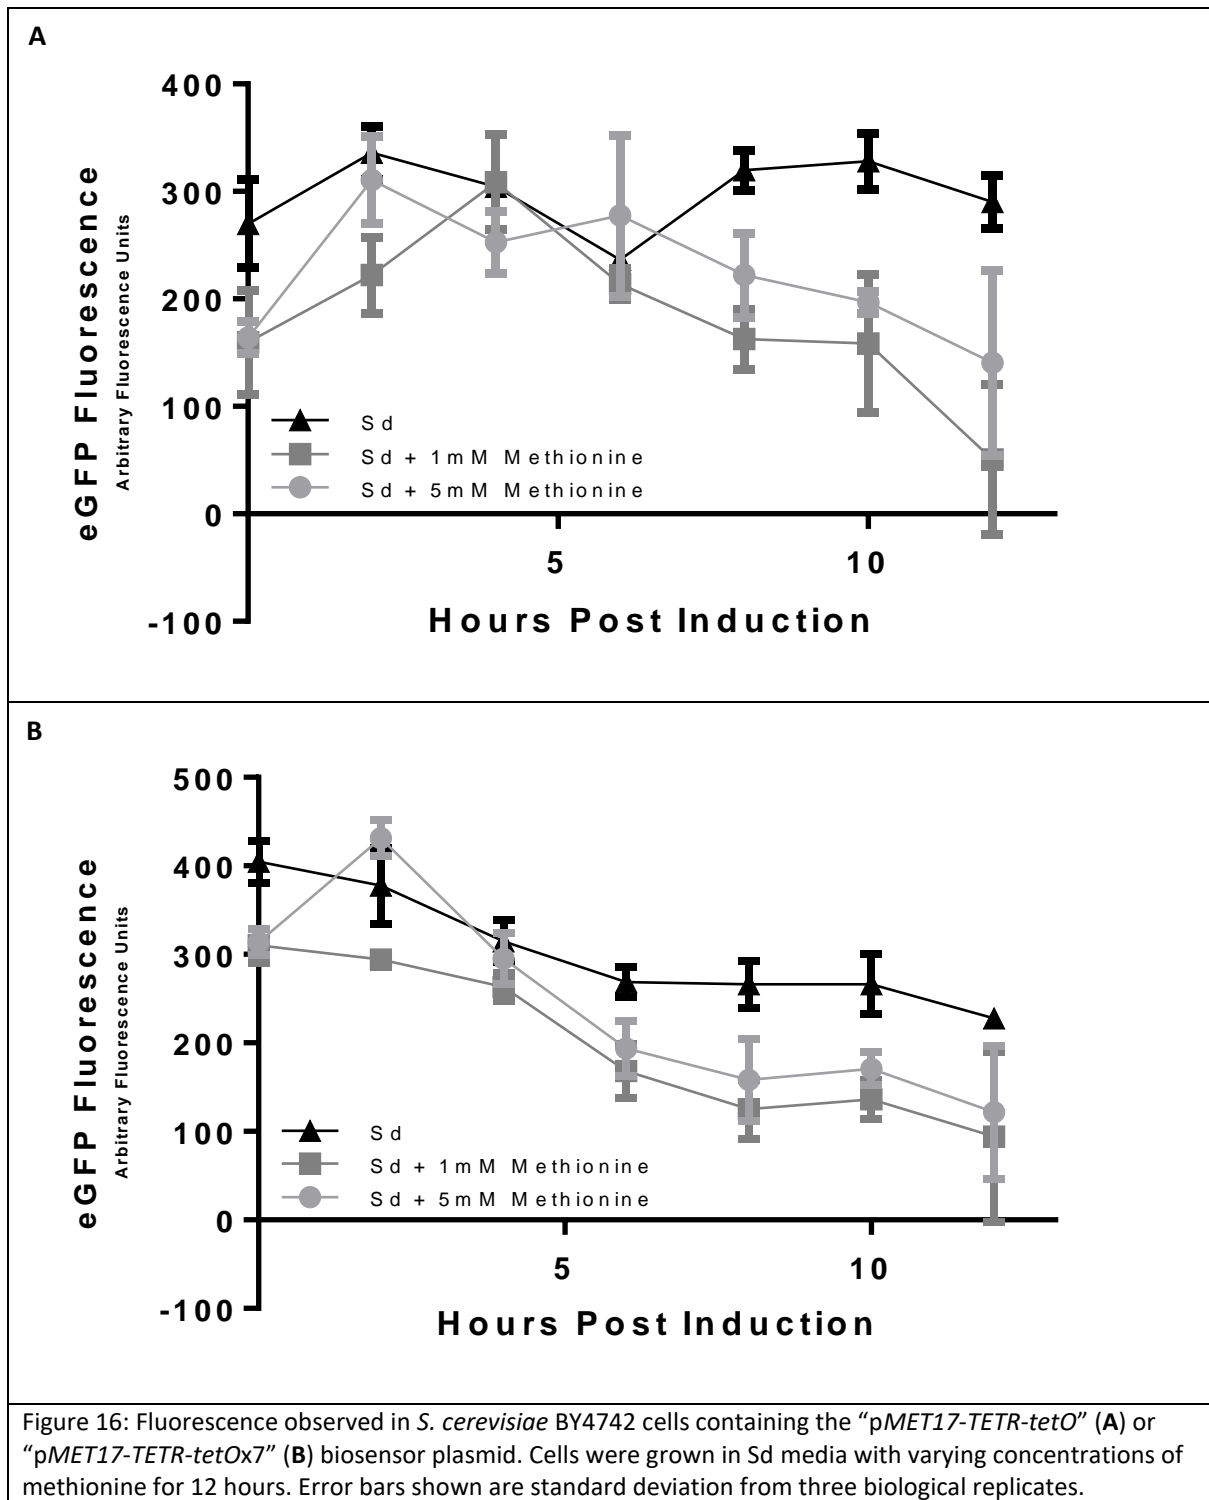 A
400
300
200
100
0
-100
eGFP Fluorescence
Arbitrary Fluorescence Units
Sd
Sd + 1mM Methionine
Sd + 5mM Methionine
5 10
Hours Post Induction
B
500
400
300
200
100
0
-100
eGFP Fluorescence
Arbitrary Fluorescence Units
Sd
Sd + 1mM Methionine
Sd + 5mM Methionine
5 10
Hours Post Induction
Figure 16: Fluorescence observed in S. cerevisiae BY4742 cells containing the “pMET17-TETR-tetO” (A) or
“pMET17-TETR-tetOx7” (B) biosensor plasmid. Cells were grown in Sd media with varying concentrations of
methionine for 12 hours. Error bars shown are standard deviation from three biological replicates.